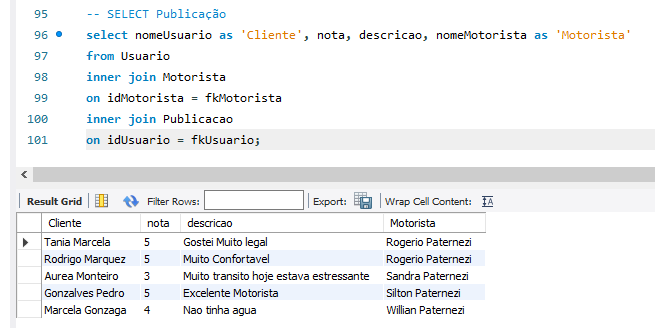 95 -- SELECT Publicação
96 select nomeUsuario as 'Cliente', nota, descricao, nomeMotorista as 'Motorista'
97 from Usuario
98 inner join Motorista
99 on idMotorista = fkMotorista
100 inner join Publicacao
101 on idUsuario = fkUsuario;
Result Grid Filter Rows: Export: Wrap Cell Content:
Cliente nota descricao Motorista
Tania Marcela 5 Gostei Muito legal Rogerio Paternezi
Rodrigo Marquez 5 Muito Confortavel Rogerio Paternezi
Aurea Monteiro 3 Muito transito hoje estava estressante Sandra Paternezi
Gonzalves Pedro 5 Excelente Motorista Silton Paternezi
Marcela Gonzaga 4 Nao tinha agua Willian Paternezi